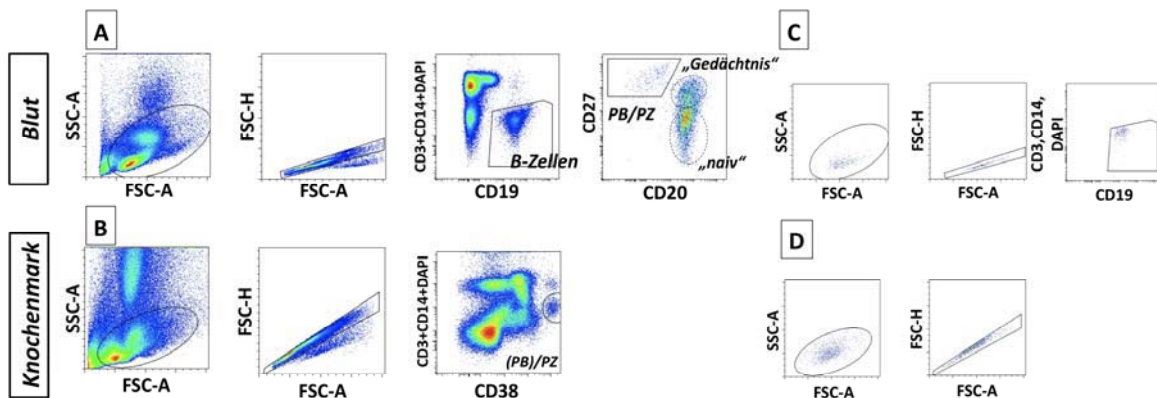 A
C
Blut
SSC-A
FSC-A
FSC-H
FSC-A
CD3+CD14+DAPI
B-Zellen
CD19
CD27
„Gedächtnis“
PB/PZ
„naiv“
CD20
SSC-A
FSC-A
FSC-H
FSC-A
CD3,CD14,
DAPI
CD19
B
D
Knochenmark
SSC-A
FSC-A
FSC-H
FSC-A
CD3+CD14+DAPI
(PB)/PZ
CD38
SSC-A
FSC-A
FSC-H
FSC-A